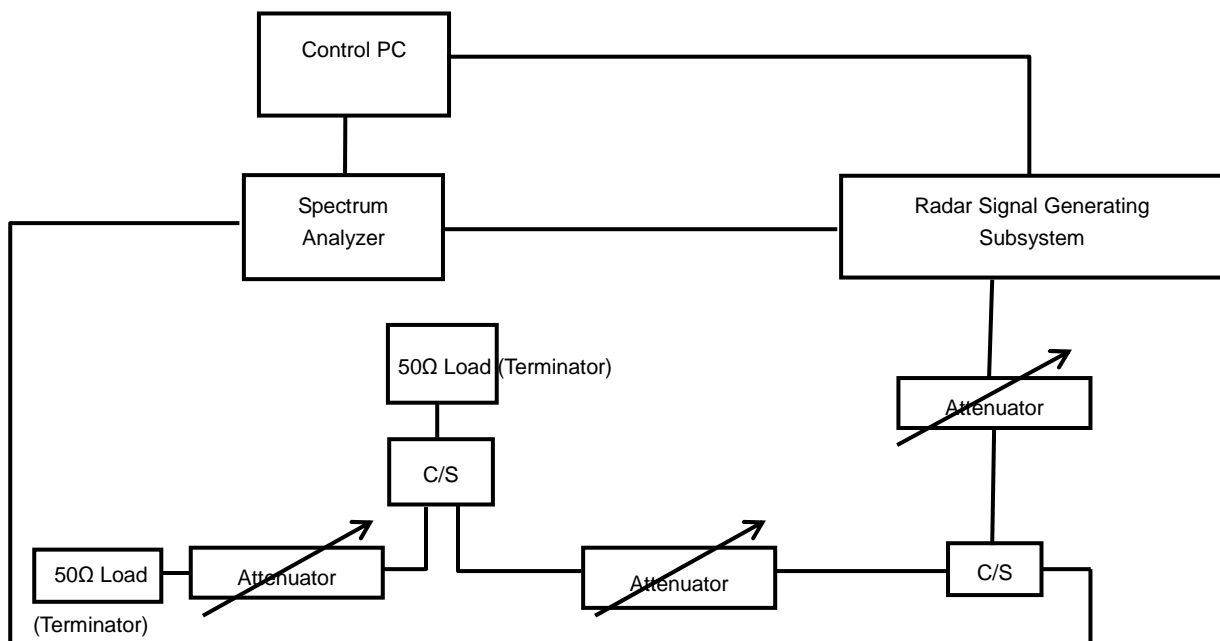 Control PC
Spectrum
Analyzer
Radar Signal Generating
Subsystem
50Ω Load (Terminator)
Attenuator
C/S
50Ω Load
(Terminator)
Attenuator
Attenuator
C/S